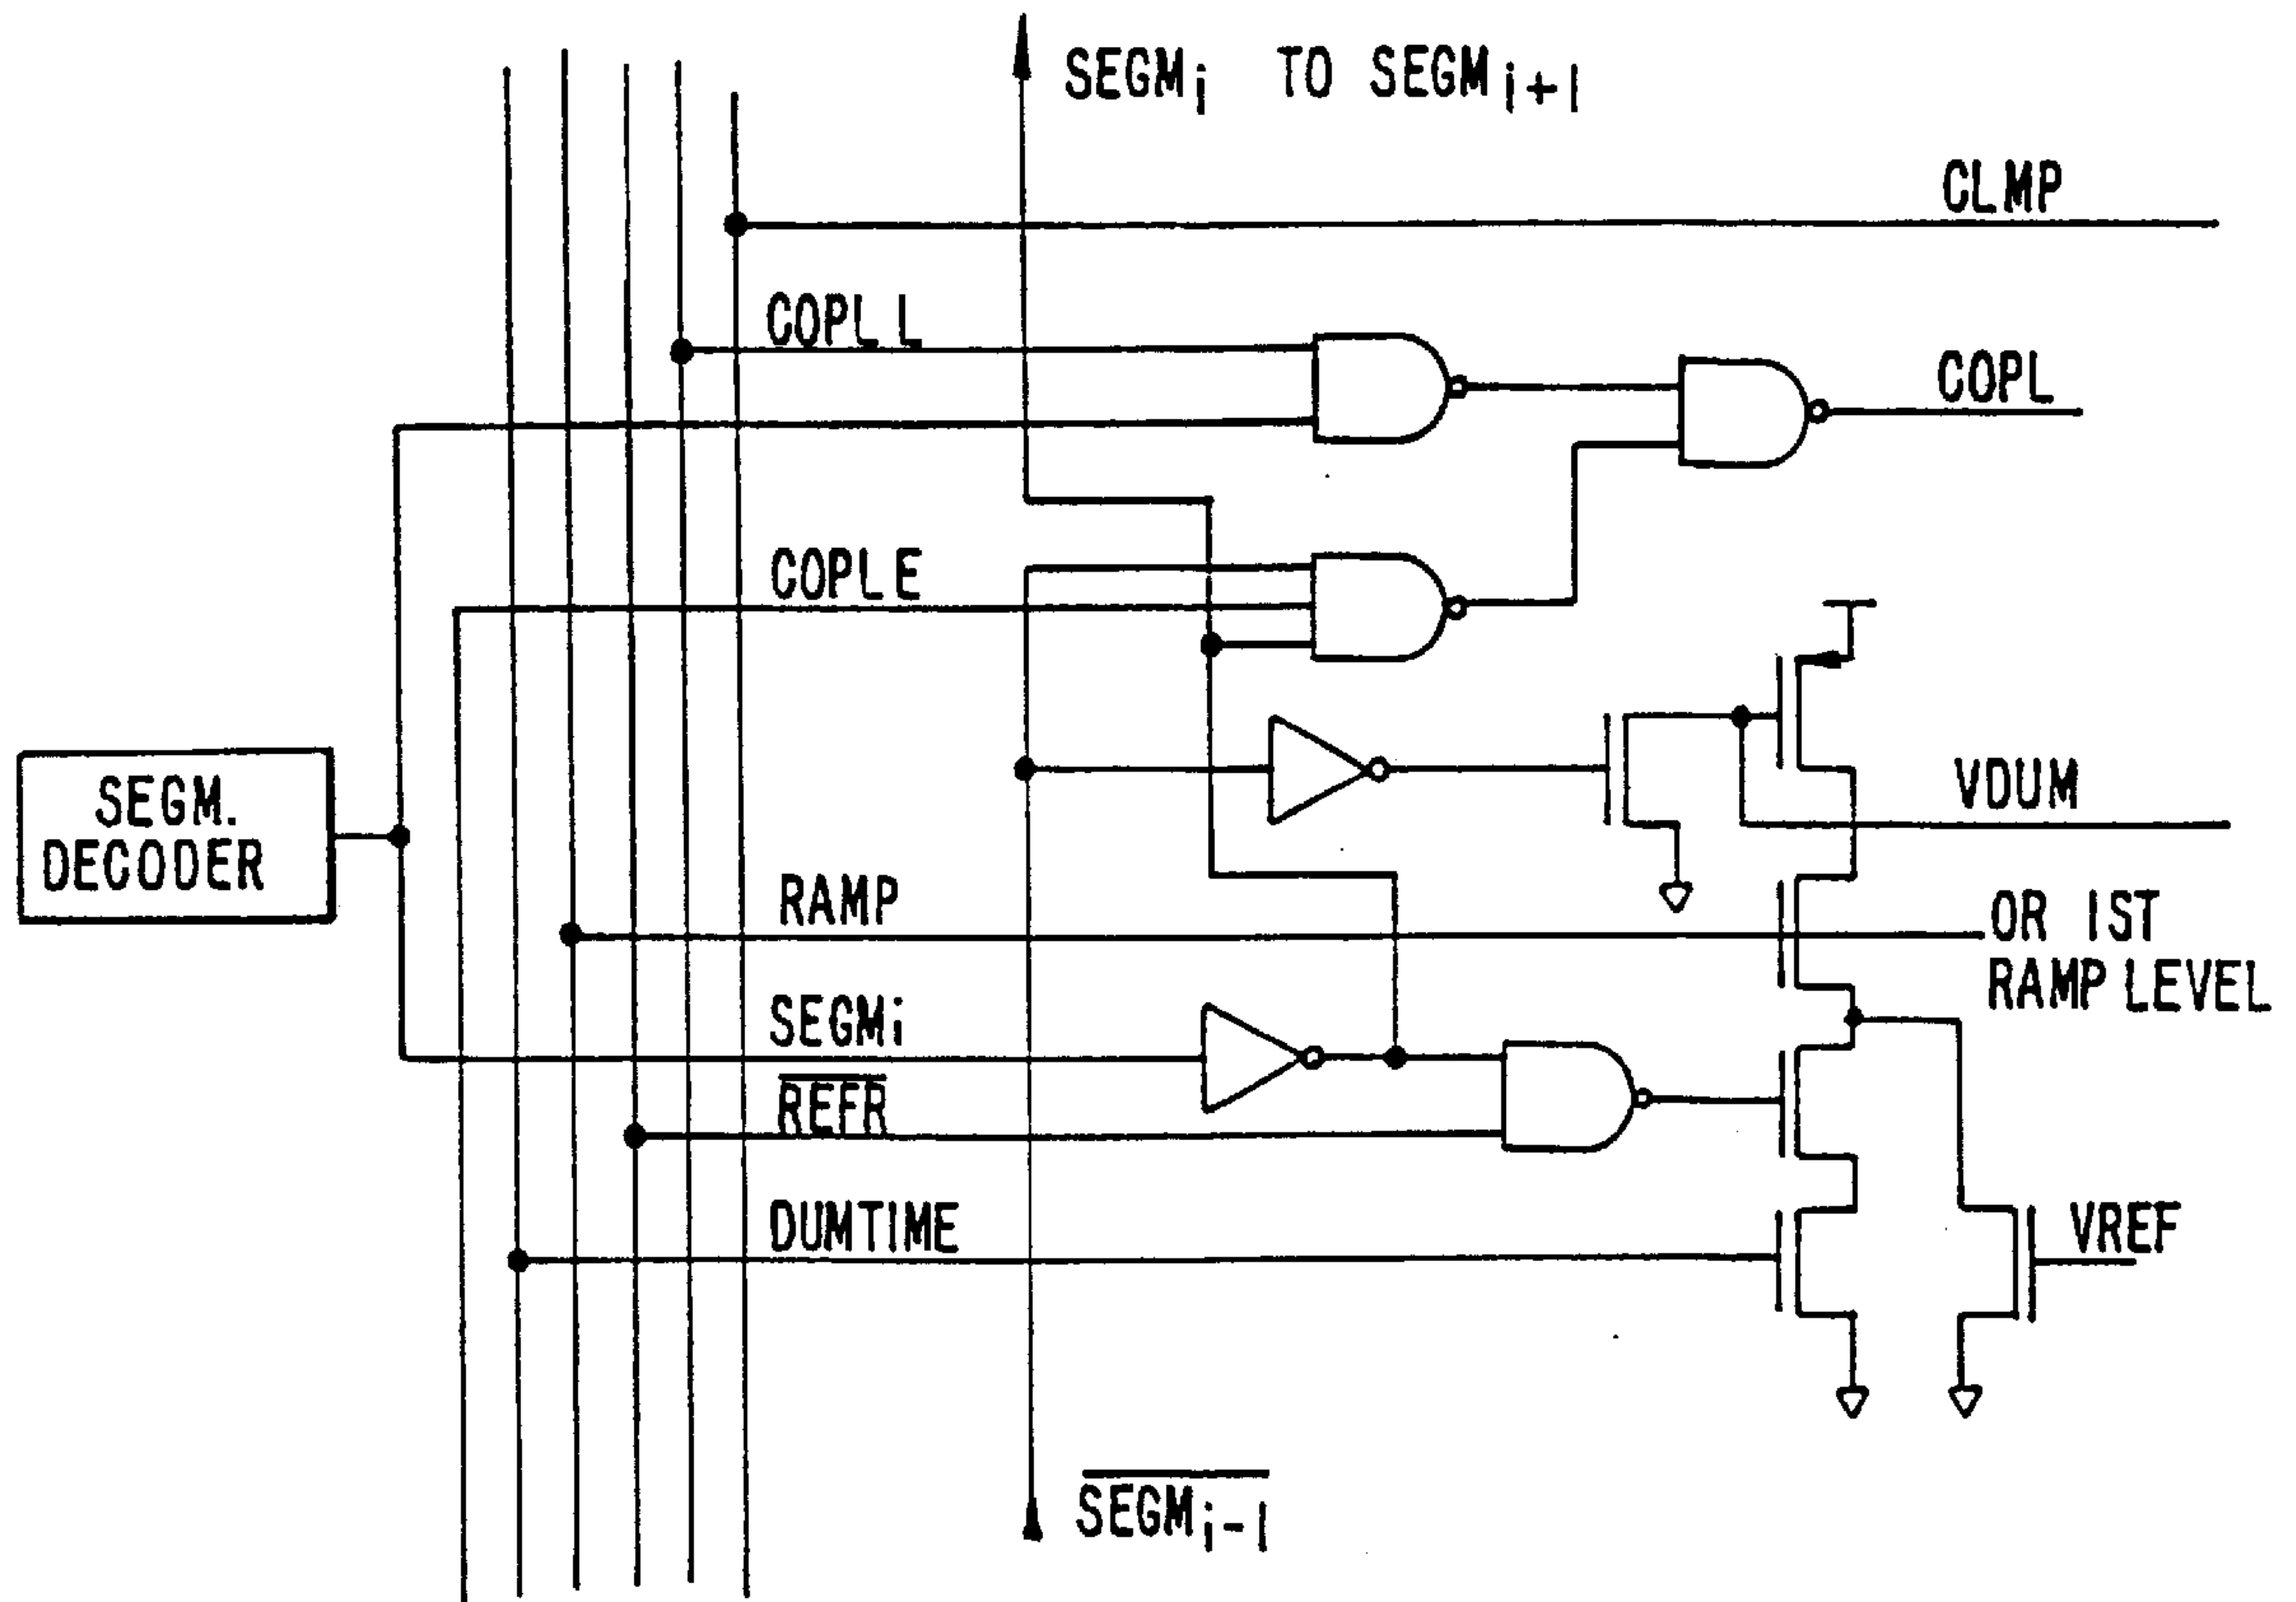 SEGMi TO SEGMi+1
CLMP
COPLL
COPL
COPLE
SEGM.
DECODER
VDUM
RAMP
OR 1ST
RAMP LEVEL
SEGMi
REFR
DUMTIME
VREF
SEGMi-1